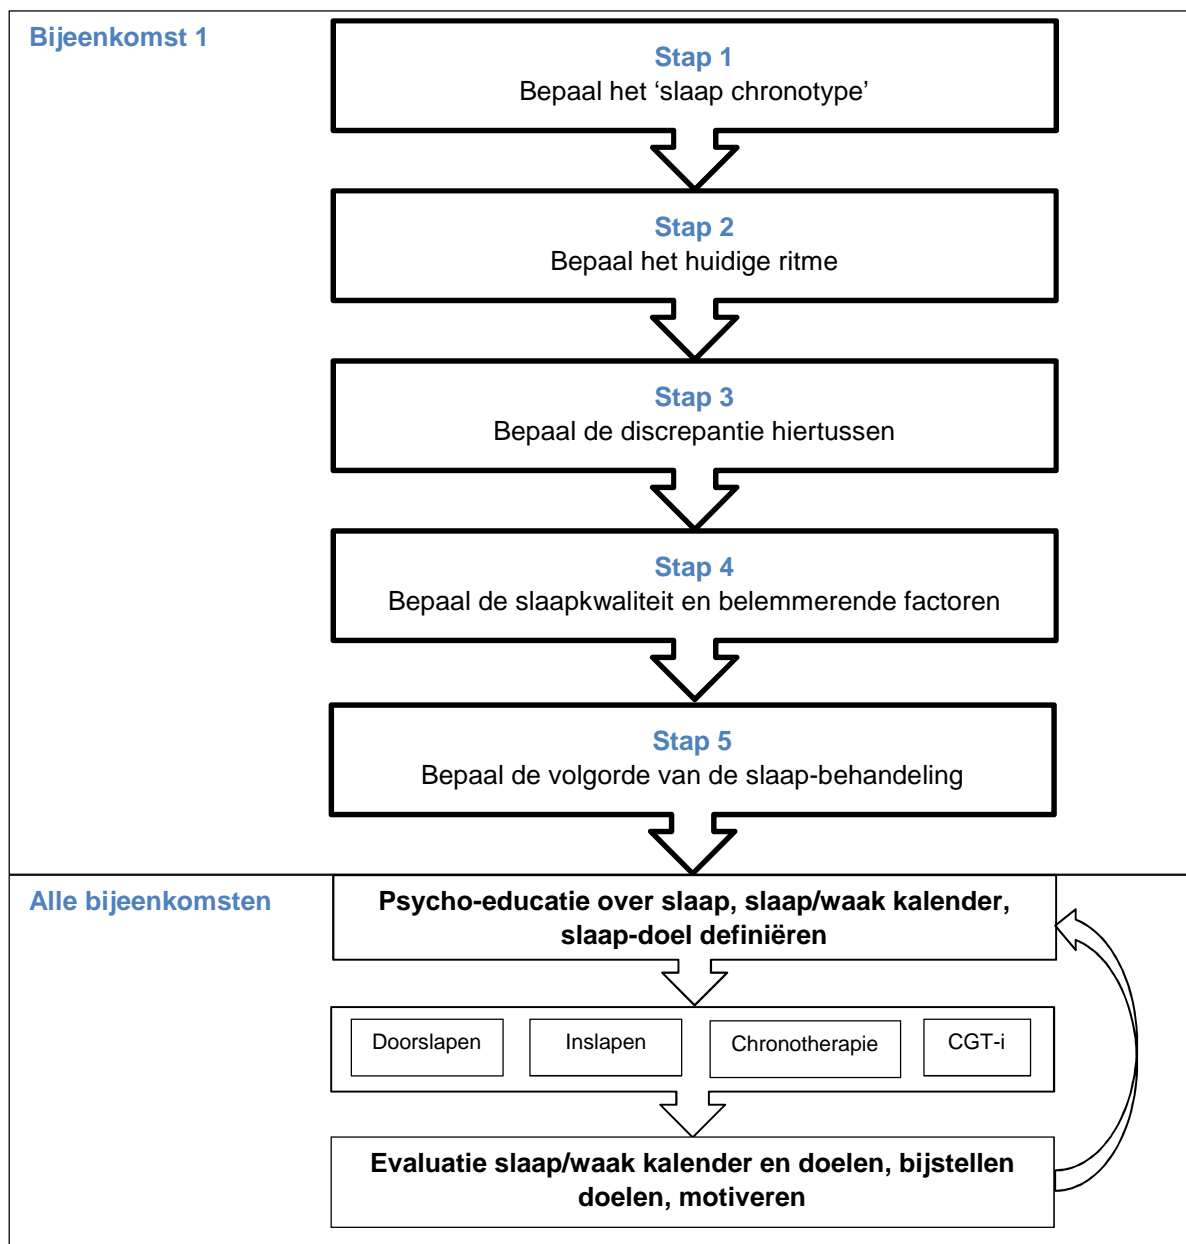 Bijeenkomst 1
Stap 1
Bepaal het ‘slaap chronotype’
Stap 2
Bepaal het huidige ritme
Stap 3
Bepaal de discrepantie hiertussen
Stap 4
Bepaal de slaapkwaliteit en belemmerende factoren
Stap 5
Bepaal de volgorde van de slaap-behandeling
Alle bijeenkomsten
Psycho-educatie over slaap, slaap/waak kalender,
slaap-doel definiëren
Doorslapen
Inslapen
Chronotherapie
CGT-i
Evaluatie slaap/waak kalender en doelen, bijstellen
doelen, motiveren